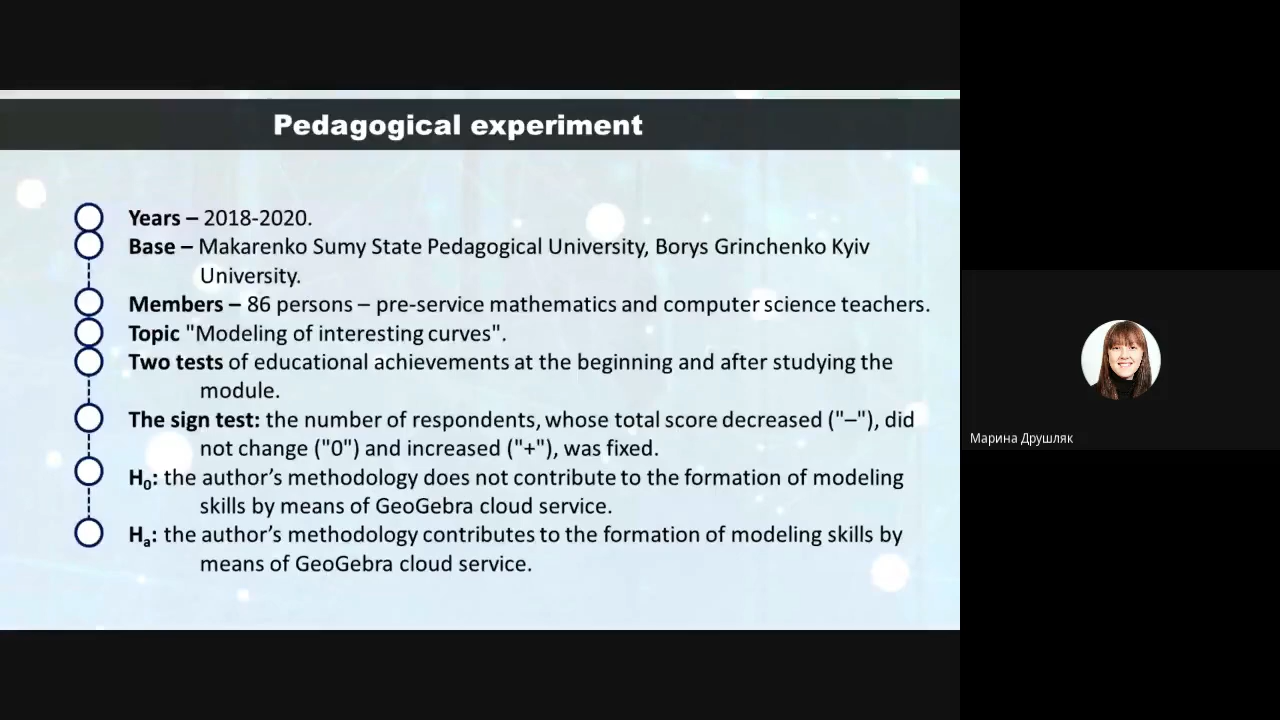 Pedagogical experiment
Years – 2018-2020.
Base – Makarenko Sumy State Pedagogical University, Borys Grinchenko Kyiv
University.
Members – 86 persons – pre-service mathematics and computer science teachers.
Topic "Modeling of interesting curves".
Two tests of educational achievements at the beginning and after studying the
module.
The sign test: the number of respondents, whose total score decreased ("–"), did
not change ("0") and increased ("+"), was fixed.
H₀: the author’s methodology does not contribute to the formation of modeling
skills by means of GeoGebra cloud service.
Hₐ: the author’s methodology contributes to the formation of modeling skills by
means of GeoGebra cloud service.
Марина Друшляк